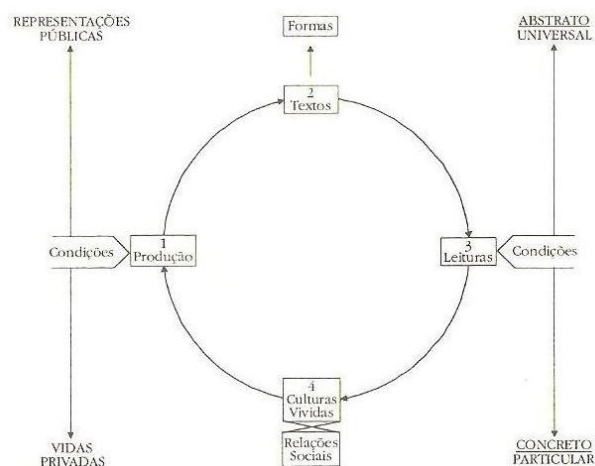 REPRESENTAÇÕES
PÚBLICAS
Formas
ABSTRATO
UNIVERSAL
2
Textos
Condições
1
Produção
3
Leituras
Condições
4
Culturas
Vividas
Relações
Sociais
VIDAS
PRIVADAS
CONCRETO
PARTICULAR